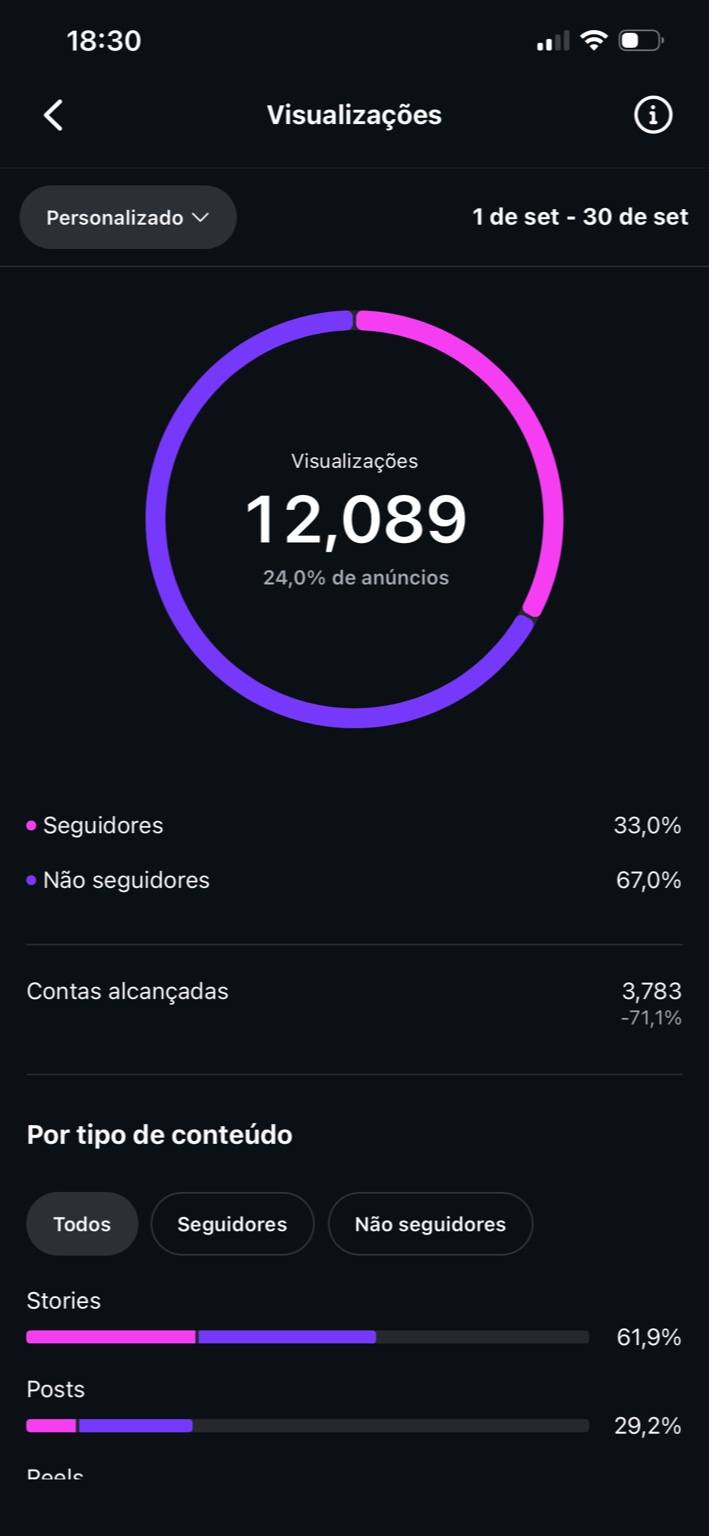 18:30
Visualizações
Personalizado
1 de set - 30 de set
Visualizações
12,089
24,0% de anúncios
Seguidores 33,0%
Não seguidores 67,0%
Contas alcançadas 3,783
-71,1%
Por tipo de conteúdo
Todos Seguidores Não seguidores
Stories
61,9%
Posts
29,2%
Reels